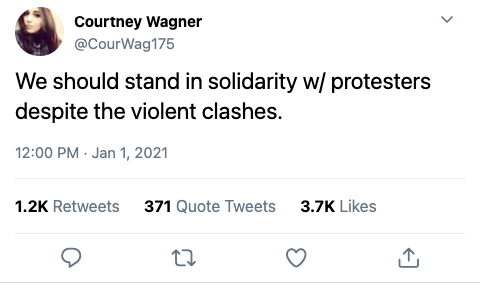 Courtney Wagner
@CourWag175
We should stand in solidarity w/ protesters
despite the violent clashes.
12:00 PM · Jan 1, 2021
1.2K Retweets 371 Quote Tweets 3.7K Likes